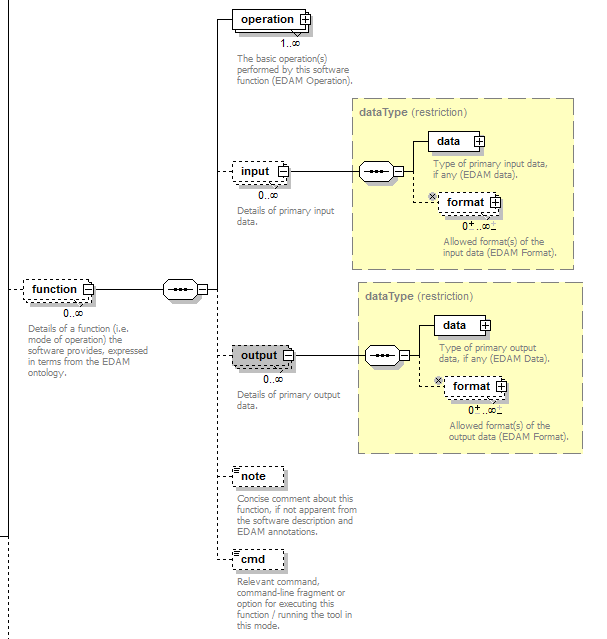 operation
1..∞
The basic operation(s)
performed by this software
function (EDAM Operation).
dataType (restriction)
data
Type of primary input data,
if any (EDAM data).
input
0..∞
Details of primary input
data.
format
0..∞
Allowed format(s) of the
input data (EDAM Format).
function
0..∞
Details of a function (i.e.
mode of operation) the
software provides, expressed
in terms from the EDAM
ontology.
dataType (restriction)
data
Type of primary output
data, if any (EDAM Data).
output
0..∞
Details of primary output
data.
format
0..∞
Allowed format(s) of the
output data (EDAM Format).
note
Concise comment about this
function, if not apparent from
the software description and
EDAM annotations.
cmd
Relevant command,
command-line fragment or
option for executing this
function / running the tool in
this mode.